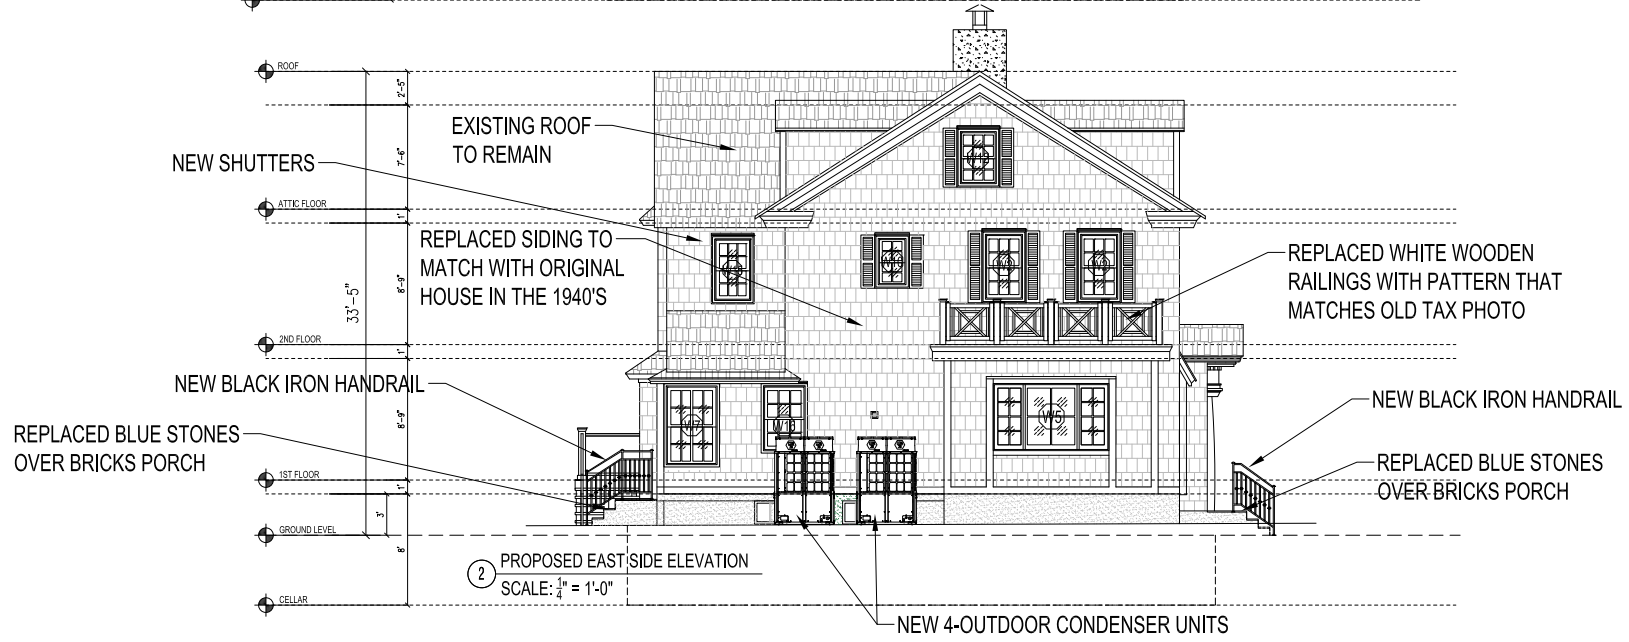 ROOF
2'-5"
EXISTING ROOF
TO REMAIN
NEW SHUTTERS
7'-6"
ATTIC FLOOR
1'
REPLACED SIDING TO
MATCH WITH ORIGINAL
HOUSE IN THE 1940'S
REPLACED WHITE WOODEN
RAILINGS WITH PATTERN THAT
MATCHES OLD TAX PHOTO
8'-9"
33'-5"
2ND FLOOR
1'
NEW BLACK IRON HANDRAIL
NEW BLACK IRON HANDRAIL
8'-9"
W7
W5
REPLACED BLUE STONES
OVER BRICKS PORCH
REPLACED BLUE STONES
OVER BRICKS PORCH
1ST FLOOR
1'
3'
GROUND LEVEL
8'
2
PROPOSED EAST SIDE ELEVATION
SCALE: 1/4" = 1'-0"
CELLAR
NEW 4-OUTDOOR CONDENSER UNITS